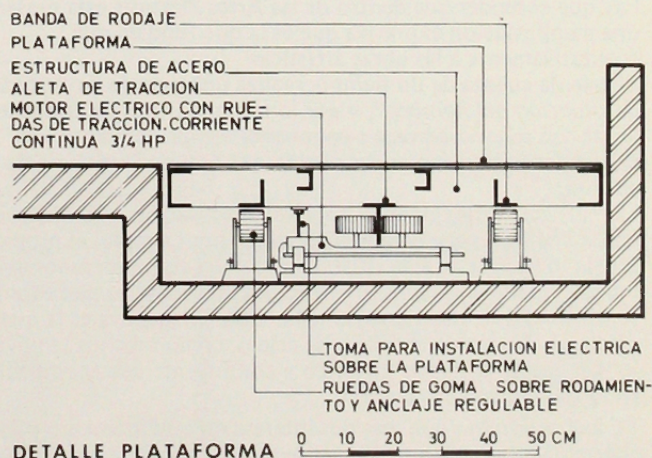 BANDA DE RODAJE
PLATAFORMA
ESTRUCTURA DE ACERO
ALETA DE TRACCION
MOTOR ELECTRICO CON RUE-
DAS DE TRACCION.CORRIENTE
CONTINUA 3/4 HP
TOMA PARA INSTALACION ELECTRICA
SOBRE LA PLATAFORMA
RUEDAS DE GOMA SOBRE RODAMIEN-
TO Y ANCLAJE REGULABLE
DETALLE PLATAFORMA 0 10 20 30 40 50 CM